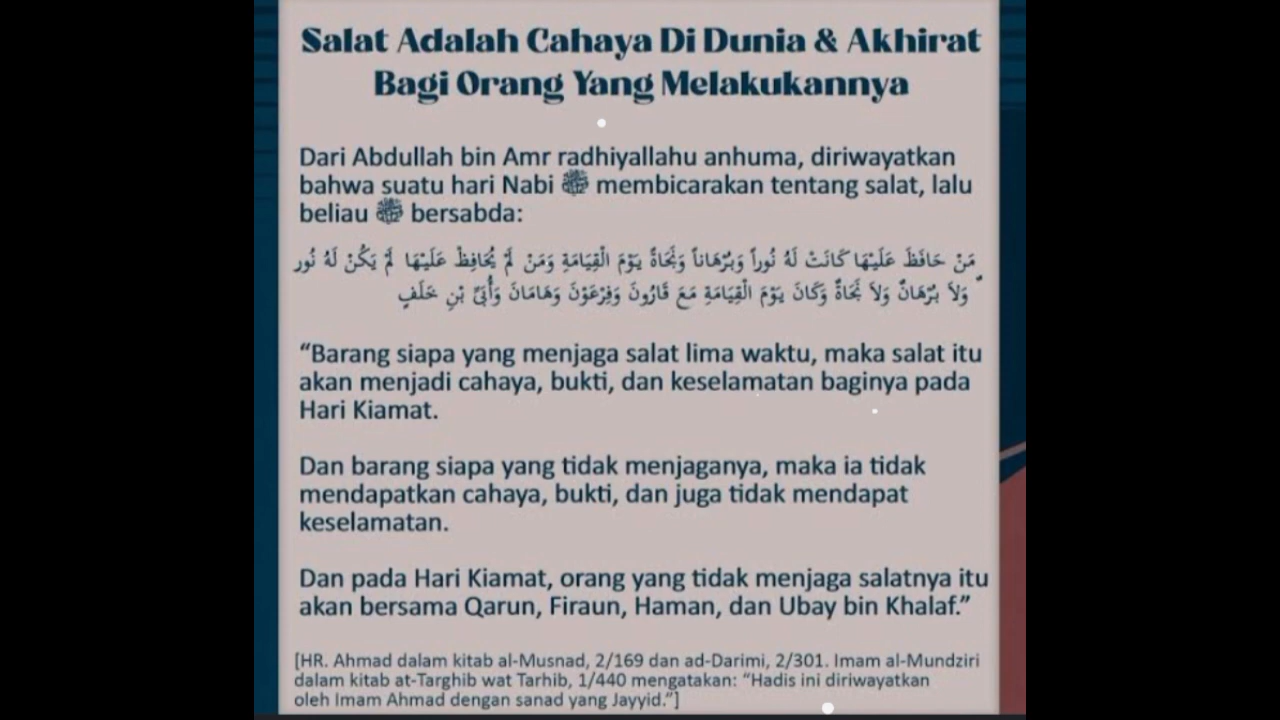 Salat Adalah Cahaya Di Dunia & Akhirat
Bagi Orang Yang Melakukannya
Dari Abdullah bin Amr radhiyallahu anhuma, diriwayatkan
bahwa suatu hari Nabi ﷺ membicarakan tentang salat, lalu
beliau ﷺ bersabda:
مَنْ حَافَظَ عَلَيْهَا كَانَتْ لَهُ نُوراً وَبُرْهَاناً وَنَجَاةً يَوْمَ الْقِيَامَةِ وَمَنْ لَمْ يُحَافِظْ عَلَيْهَا لَمْ يَكُنْ لَهُ نُور
ٌ وَلاَ بُرْهَانٌ وَلاَ نَجَاةٌ وَكَانَ يَوْمَ الْقِيَامَةِ مَعَ قَارُونَ وَفِرْعَوْنَ وَهَامَانَ وَأُبَىِّ بْنِ خَلَفٍ
“Barang siapa yang menjaga salat lima waktu, maka salat itu
akan menjadi cahaya, bukti, dan keselamatan baginya pada
Hari Kiamat.
Dan barang siapa yang tidak menjaganya, maka ia tidak
mendapatkan cahaya, bukti, dan juga tidak mendapat
keselamatan.
Dan pada Hari Kiamat, orang yang tidak menjaga salatnya itu
akan bersama Qarun, Firaun, Haman, dan Ubay bin Khalaf.”
[HR. Ahmad dalam kitab al-Musnad, 2/169 dan ad-Darimi, 2/301. Imam al-Mundziri
dalam kitab at-Targhib wat Tarhib, 1/440 mengatakan: “Hadis ini diriwayatkan
oleh Imam Ahmad dengan sanad yang Jayyid.”]